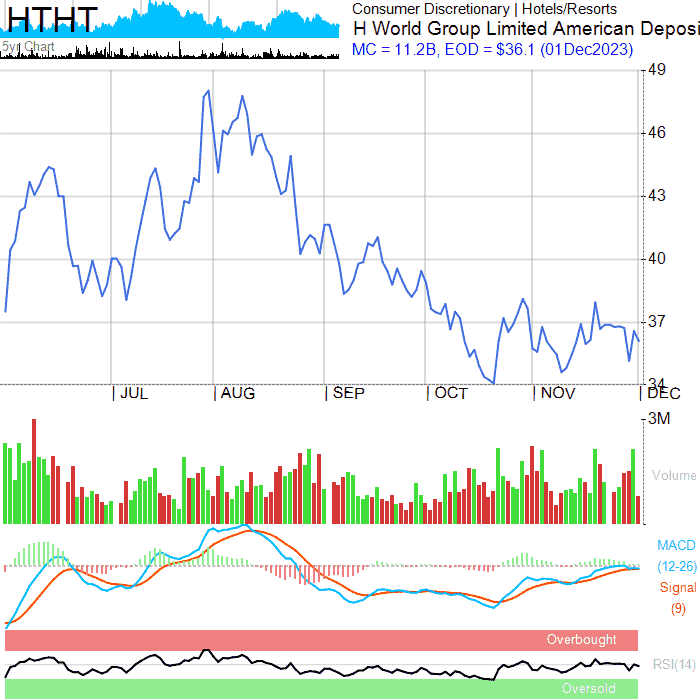 HTHT
5yr Chart
Consumer Discretionary | Hotels/Resorts
H World Group Limited American Deposi
MC = 11.2B, EOD = $36.1 (01Dec2023)
49
46
43
40
37
34
JUL AUG SEP OCT NOV DEC
3M
Volume
MACD
(12-26)
Signal
(9)
Overbought
RSI(14)
Oversold